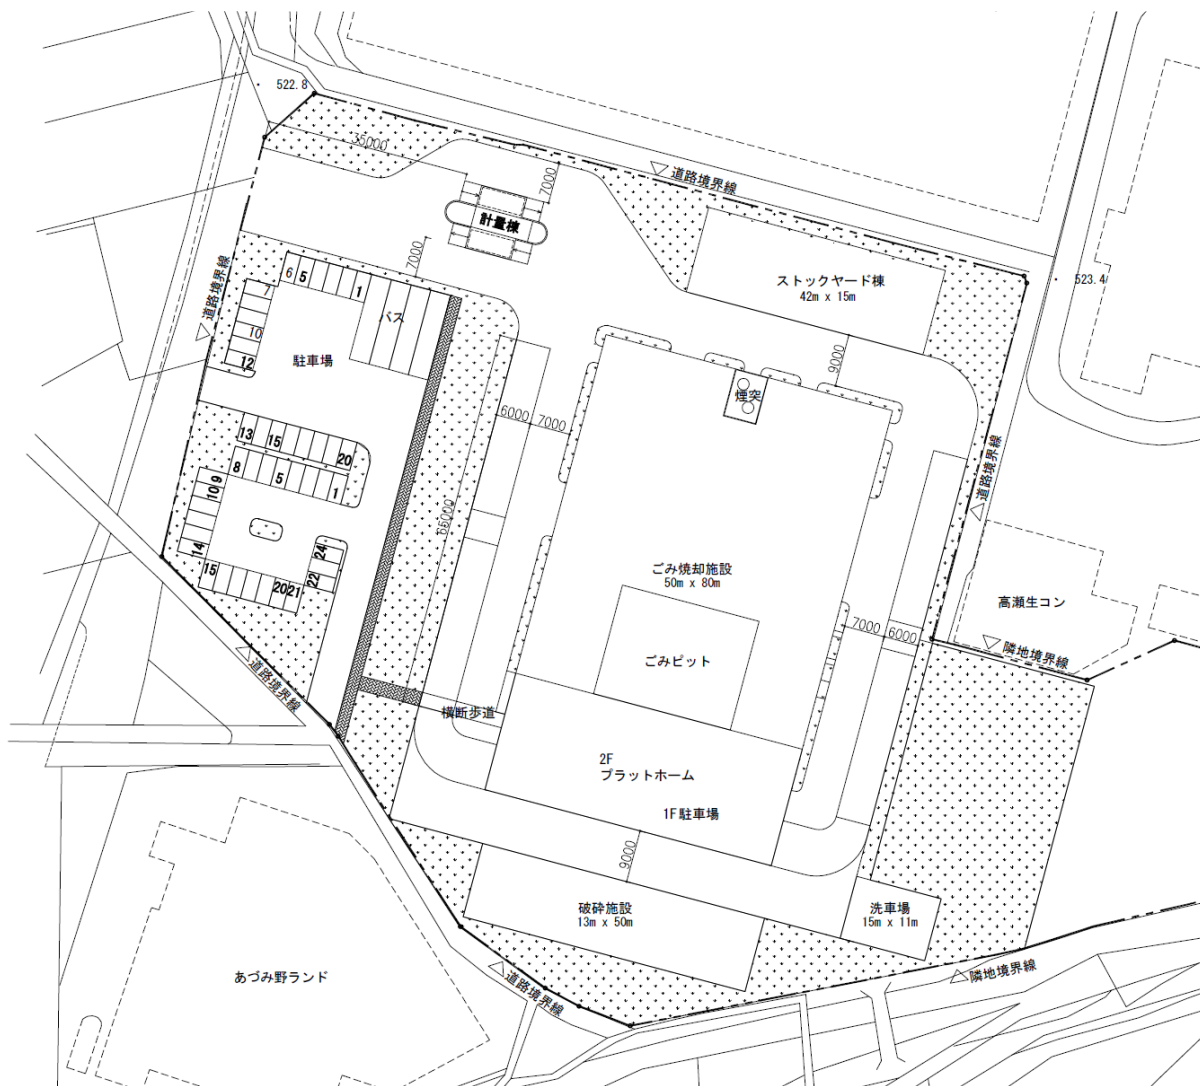 522.8
35000
道路境界線
7000
計量棟
7000
ストックヤード棟
42m x 15m
523.4
道路境界線
6
5
1
7
10
12
バス
駐車場
9000
煙突
6000
7000
13
15
20
8
5
1
9
10
14
15
20
21
22
24
65000
道路境界線
ごみ焼却施設
50m x 80m
高瀬生コン
7000
6000
隣地境界線
ごみピット
道路境界線
横断歩道
2F
プラットホーム
1F駐車場
9000
破砕施設
13m x 50m
洗車場
15m x 11m
あづみ野ランド
道路境界線
隣地境界線